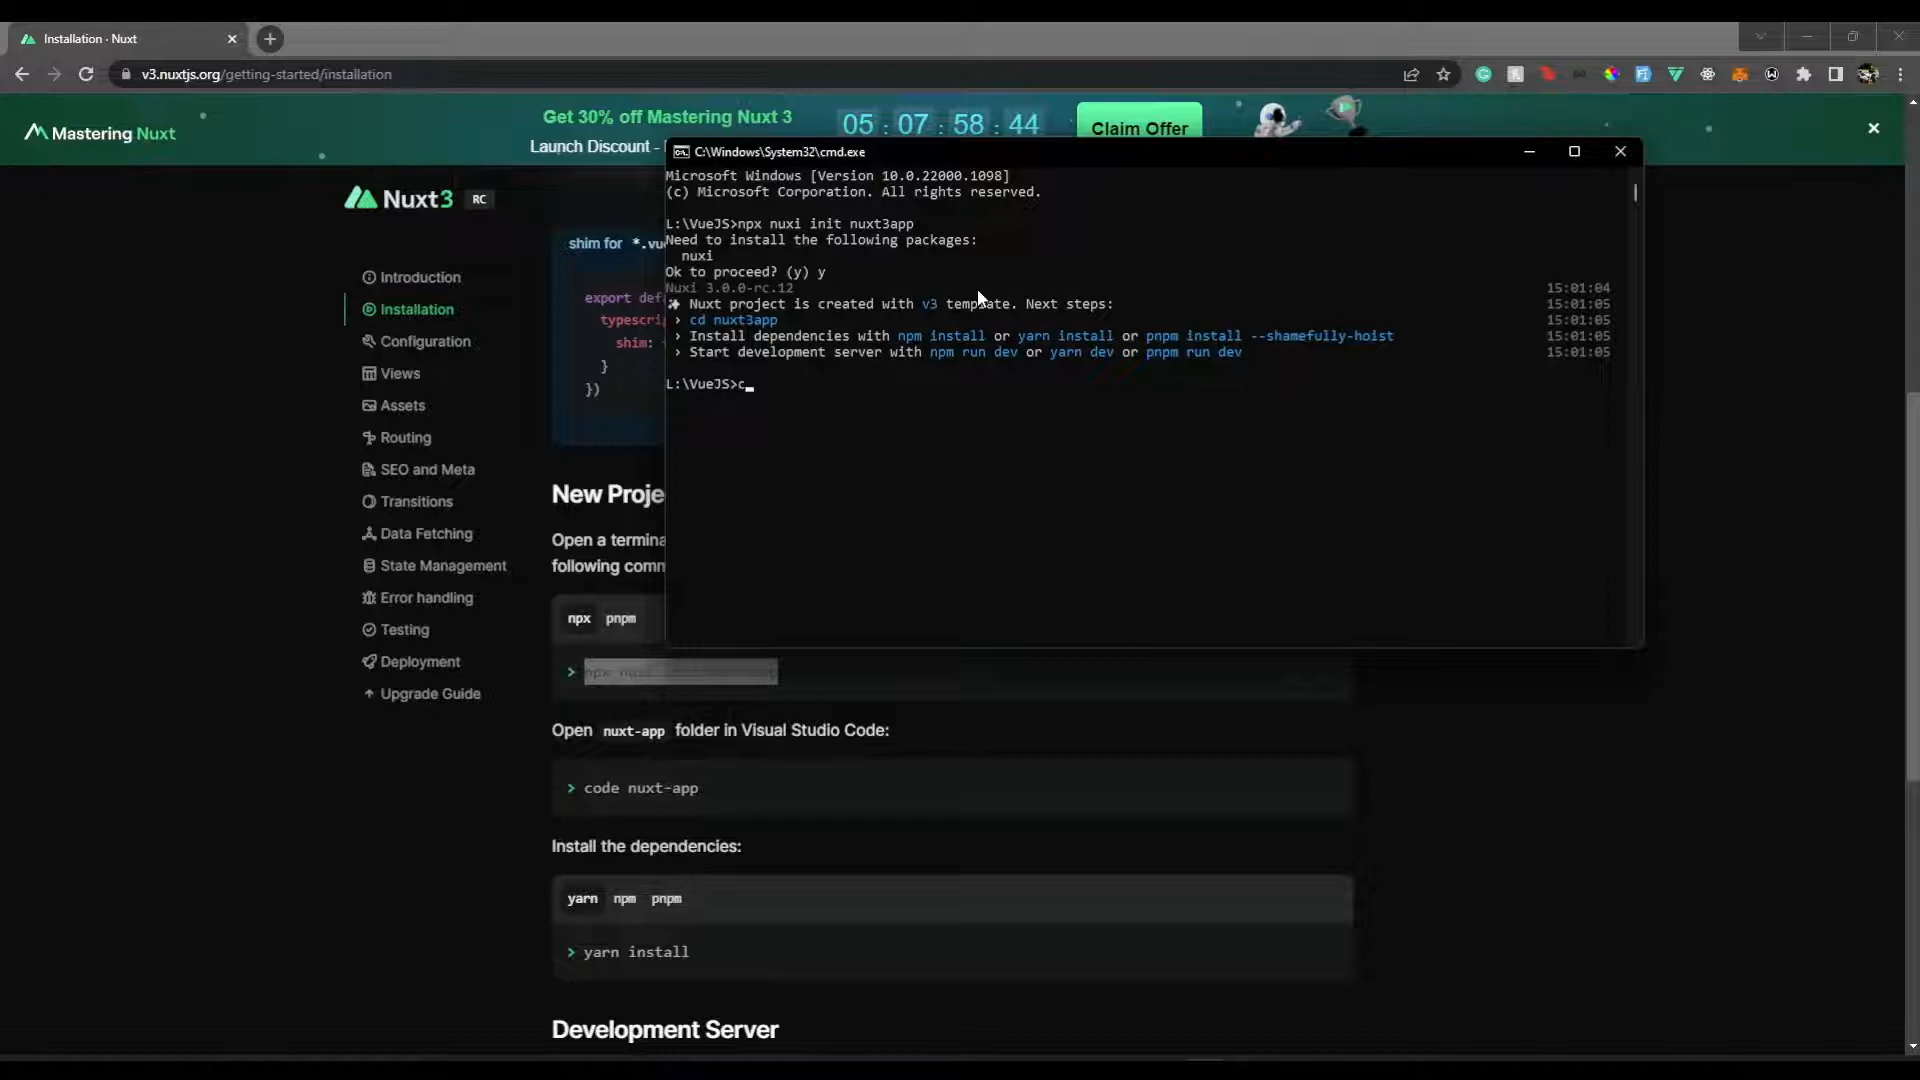 Installation · Nuxt
v3.nuxtjs.org/getting-started/installation
Mastering Nuxt
Get 30% off Mastering Nuxt 3
Launch Discount -
05 : 07 : 58 : 44
Claim Offer
Nuxt3 RC
Introduction
Installation
Configuration
Views
Assets
Routing
SEO and Meta
Transitions
Data Fetching
State Management
Error handling
Testing
Deployment
Upgrade Guide
shim for *.vu
export def
typescri
shim:
}
})
C:\Windows\System32\cmd.exe
Microsoft Windows [Version 10.0.22000.1098]
(c) Microsoft Corporation. All rights reserved.
L:\VueJS>npx nuxi init nuxt3app
Need to install the following packages:
nuxi
Ok to proceed? (y) y
Nuxi 3.0.0-rc.12 15:01:04
Nuxt project is created with v3 template. Next steps: 15:01:05
› cd nuxt3app 15:01:05
› Install dependencies with npm install or yarn install or pnpm install --shamefully-hoist 15:01:05
› Start development server with npm run dev or yarn dev or pnpm run dev 15:01:05
L:\VueJS>c_
New Proje
Open a termina
following comm
npx pnpm
>
Open nuxt-app folder in Visual Studio Code:
> code nuxt-app
Install the dependencies:
yarn npm pnpm
> yarn install
Development Server